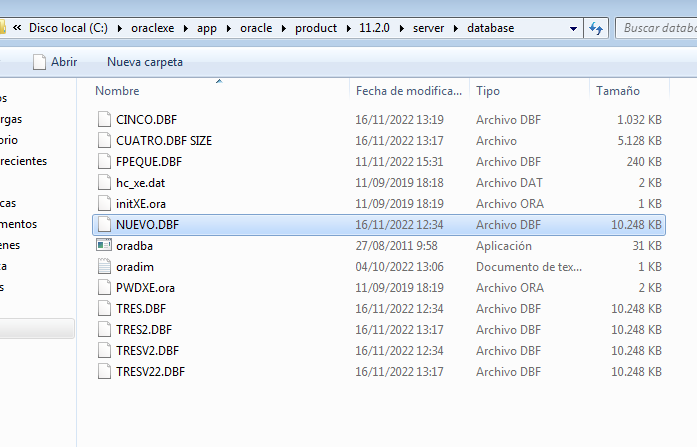 « Disco local (C:) ▸ oraclexe ▸ app ▸ oracle ▸ product ▸ 11.2.0 ▸ server ▸ database Buscar databa
Abrir Nueva carpeta
Nombre Fecha de modifica... Tipo Tamaño
CINCO.DBF 16/11/2022 13:19 Archivo DBF 1.032 KB
CUATRO.DBF SIZE 16/11/2022 13:17 Archivo 5.128 KB
FPEQUE.DBF 11/11/2022 15:31 Archivo DBF 240 KB
hc_xe.dat 11/09/2019 18:18 Archivo DAT 2 KB
initXE.ora 11/09/2019 18:18 Archivo ORA 1 KB
NUEVO.DBF 16/11/2022 12:34 Archivo DBF 10.248 KB
oradba 27/08/2011 9:58 Aplicación 31 KB
oradim 04/10/2022 13:06 Documento de tex... 1 KB
PWDXE.ora 11/09/2019 18:19 Archivo ORA 2 KB
TRES.DBF 16/11/2022 12:34 Archivo DBF 10.248 KB
TRES2.DBF 16/11/2022 13:17 Archivo DBF 10.248 KB
TRESV2.DBF 16/11/2022 12:34 Archivo DBF 10.248 KB
TRESV22.DBF 16/11/2022 13:17 Archivo DBF 10.248 KB
os
rgas
orio
recientes
cas
mentos
enes
ca
s